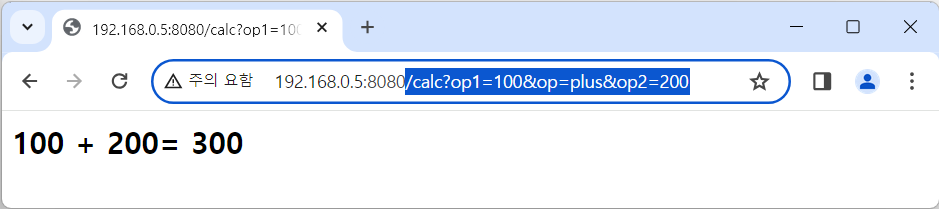 192.168.0.5:8080/calc?op1=100
주의 요함 192.168.0.5:8080/calc?op1=100&op=plus&op2=200
100 + 200= 300